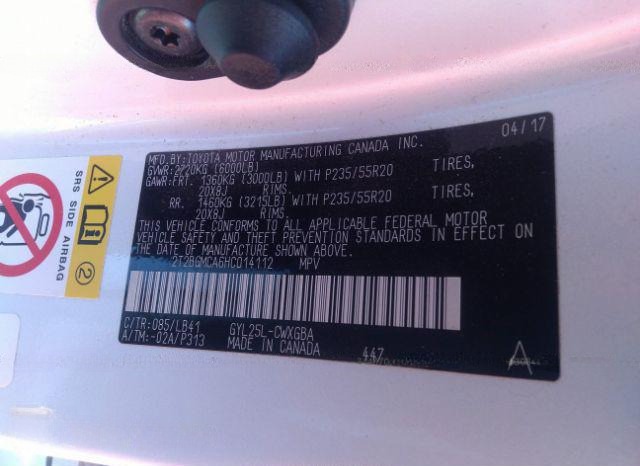 04/17
MFD.BY:TOYOTA MOTOR MANUFACTURING CANADA INC.
GVWR:2720KG (6000LB)
GAWR:FRT. 1360KG (3000LB)WITH P235/55R20 TIRES,
20X8J RIMS.
RR. 1460KG (3215LB)WITH P235/55R20 TIRES,
20X8J RIMS.
THIS VEHICLE CONFORMS TO ALL APPLICABLE FEDERAL MOTOR
VEHICLE SAFETY AND THEFT PREVENTION STANDARDS IN EFFECT ON
THE DATE OF MANUFACTURE SHOWN ABOVE.
2T2BGMCA6HC014112 MPV
C/TR:085/LB41 GYL25L-CWXGBA
A/TM:-02A/P313 MADE IN CANADA 447
A
SRS SIDE AIRBAG
2